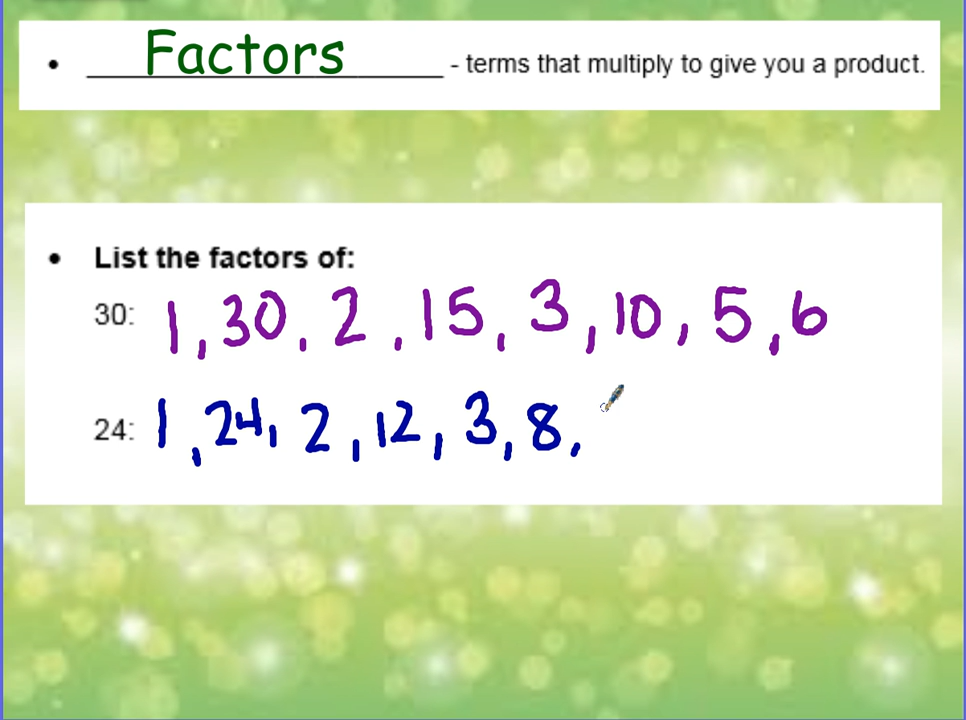 • Factors - terms that multiply to give you a product.
• List the factors of:
30: 1, 30, 2, 15, 3, 10, 5, 6
24: 1, 24, 2, 12, 3, 8,